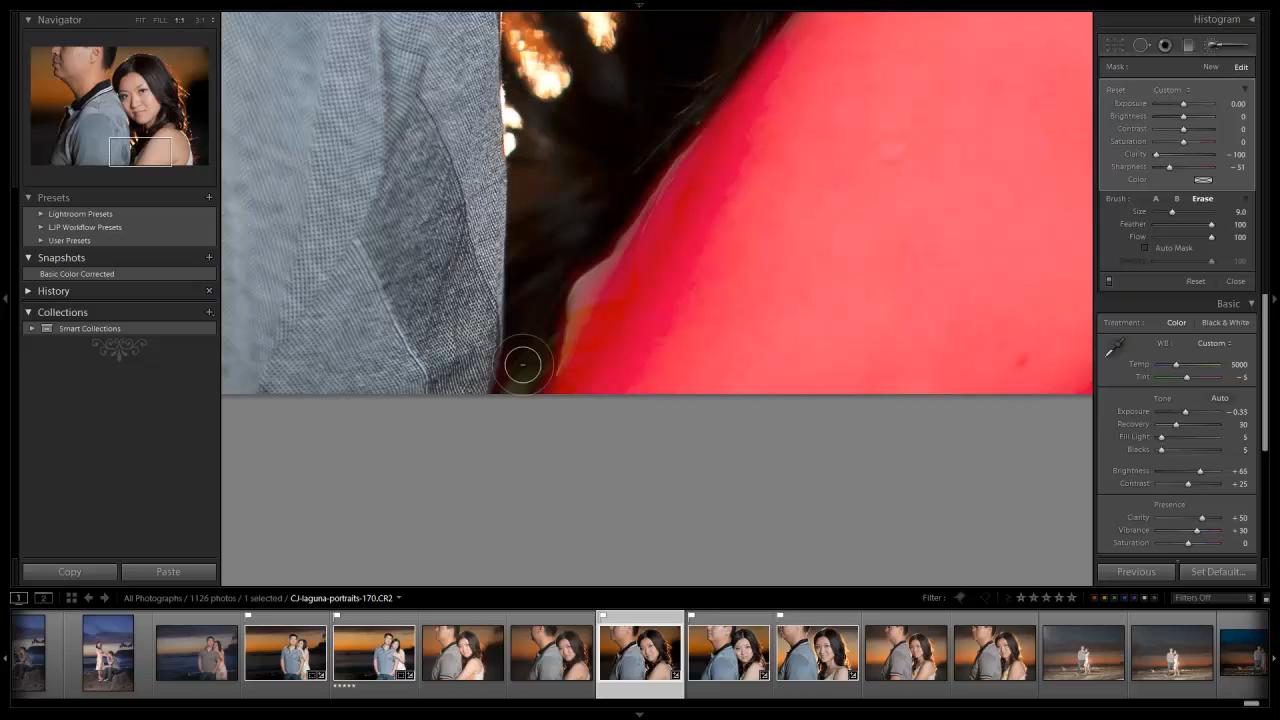 Navigator FIT FILL 1:1 3:1
Presets +
Lightroom Presets
LJP Workflow Presets
User Presets
Snapshots +
Basic Color Corrected
History ×
Collections +
Smart Collections
Copy Paste
Histogram
Mask : New Edit
Reset Custom
Exposure 0.00
Brightness 0
Contrast 0
Saturation 0
Clarity - 100
Sharpness - 51
Color
Brush : A B Erase
Size 9.0
Feather 100
Flow 100
Auto Mask
Density 100
Reset Close
Basic
Treatment : Color Black & White
WB : Custom
Temp 5000
Tint - 5
Tone Auto
Exposure - 0.33
Recovery 30
Fill Light 5
Blacks 5
Brightness + 65
Contrast + 25
Presence
Clarity + 50
Vibrance + 30
Saturation 0
Previous Set Default...
1 2 All Photographs / 1126 photos / 1 selected / CJ-laguna-portraits-170.CR2 Filter : Filters Off